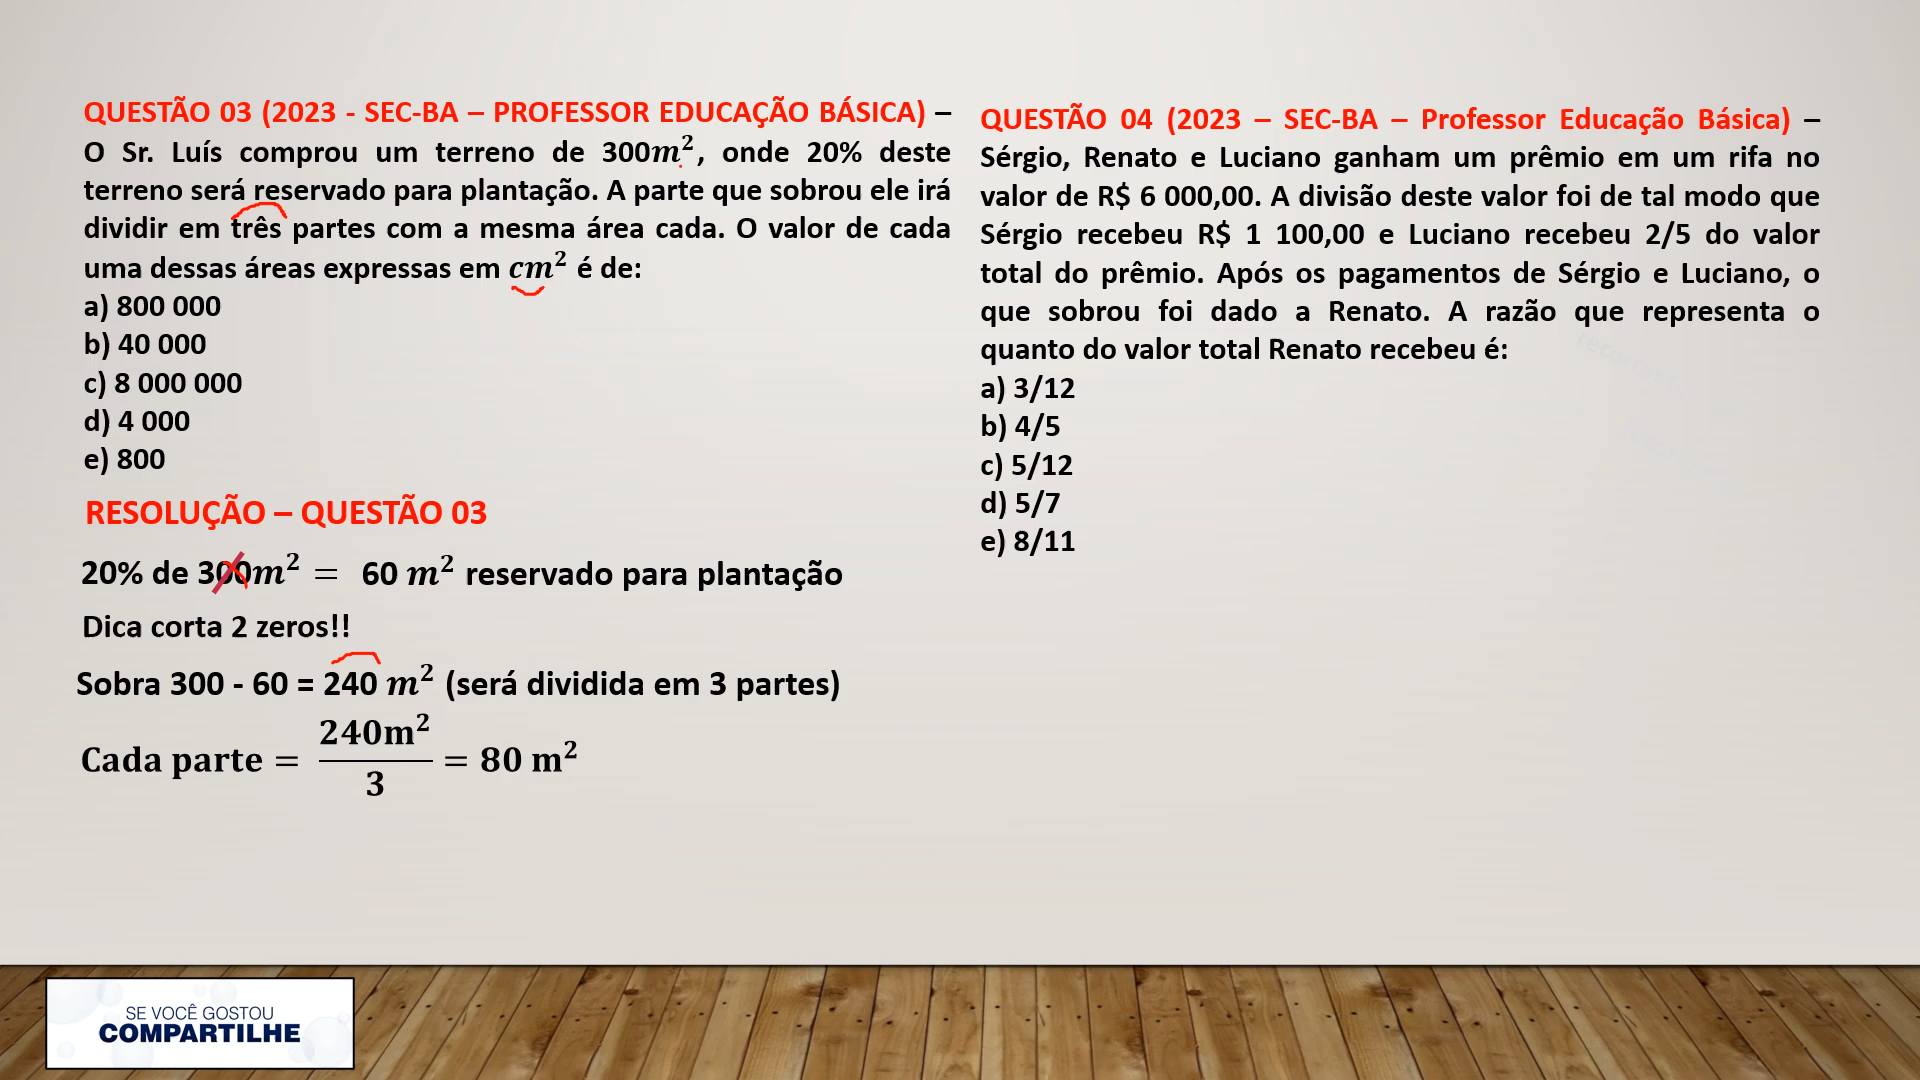 QUESTÃO 03 (2023 - SEC-BA – PROFESSOR EDUCAÇÃO BÁSICA) –
O Sr. Luís comprou um terreno de 300m², onde 20% deste
terreno será reservado para plantação. A parte que sobrou ele irá
dividir em três partes com a mesma área cada. O valor de cada
uma dessas áreas expressas em cm² é de:
a) 800 000
b) 40 000
c) 8 000 000
d) 4 000
e) 800
RESOLUÇÃO – QUESTÃO 03
20% de 300m² = 60 m² reservado para plantação
Dica corta 2 zeros!!
Sobra 300 - 60 = 240 m² (será dividida em 3 partes)
Cada parte = 240m²/3 = 80 m²
QUESTÃO 04 (2023 – SEC-BA – Professor Educação Básica) –
Sérgio, Renato e Luciano ganham um prêmio em um rifa no
valor de R$ 6 000,00. A divisão deste valor foi de tal modo que
Sérgio recebeu R$ 1 100,00 e Luciano recebeu 2/5 do valor
total do prêmio. Após os pagamentos de Sérgio e Luciano, o
que sobrou foi dado a Renato. A razão que representa o
quanto do valor total Renato recebeu é:
a) 3/12
b) 4/5
c) 5/12
d) 5/7
e) 8/11
SE VOCÊ GOSTOU
COMPARTILHE